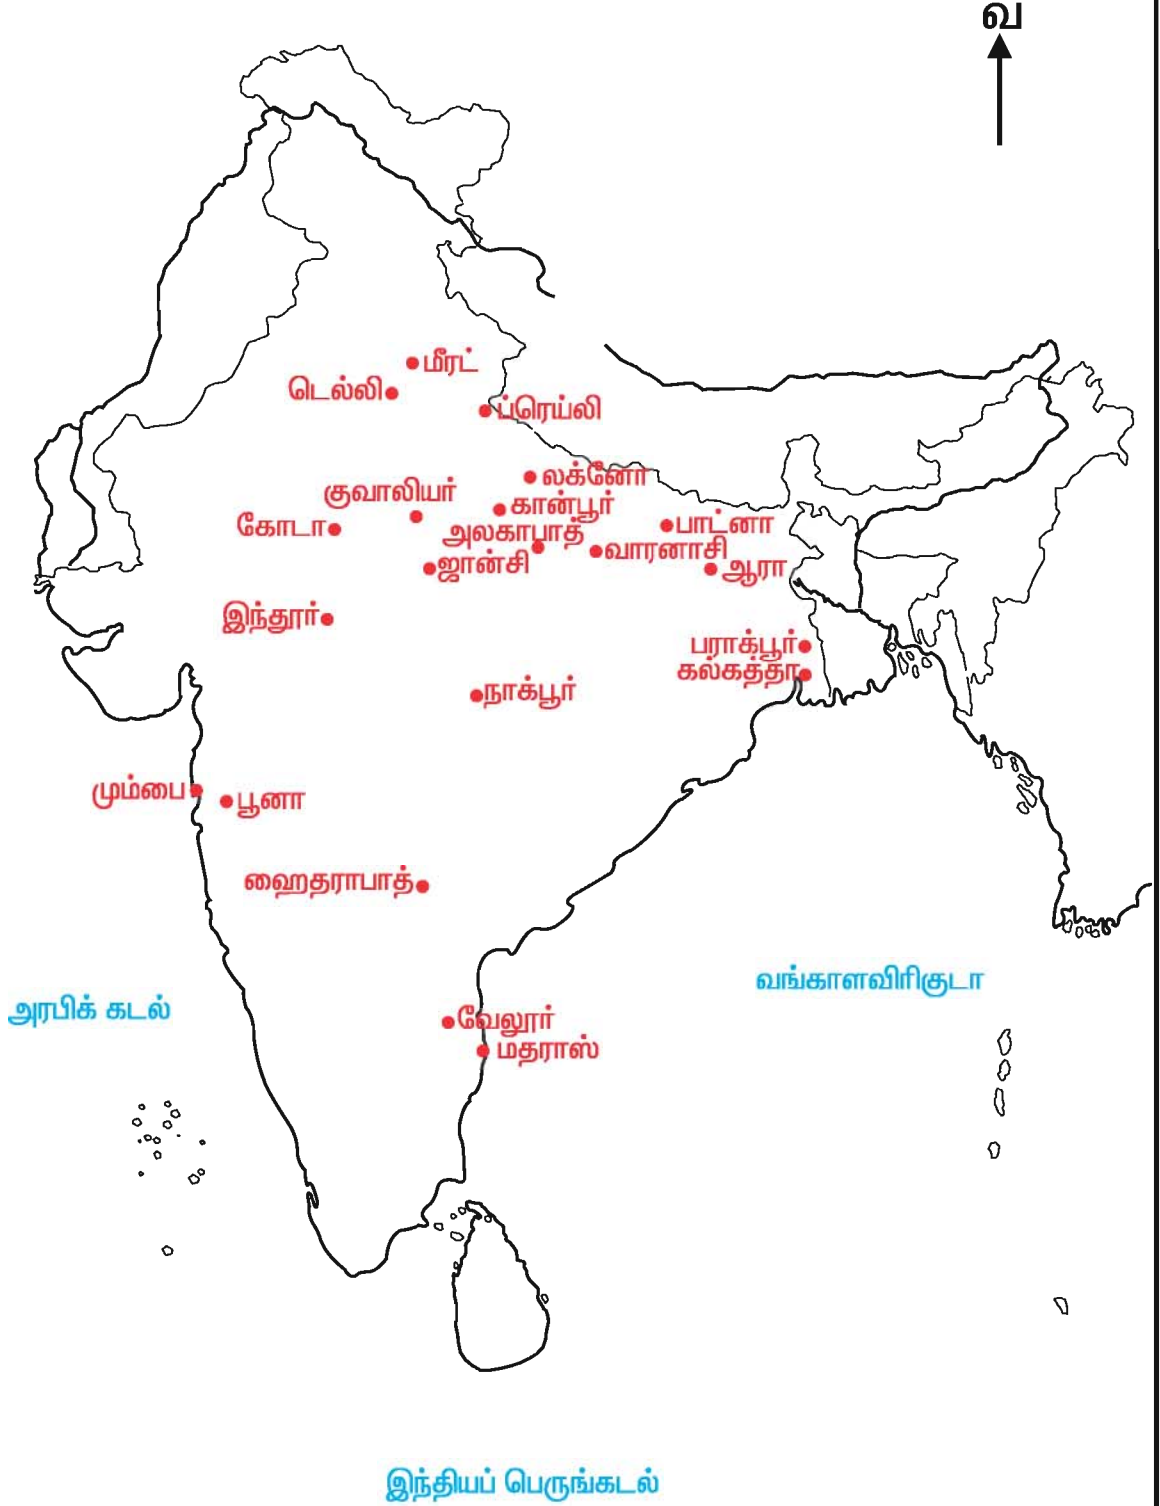 வ
மீரட்
டெல்லி
ப்ரெய்லி
லக்னோ
குவாலியர்
கான்பூர்
கோடா
அலகாபாத்
பாட்னா
வாரனாசி
ஜான்சி
ஆரா
இந்தூர்
பராக்பூர்
கல்கத்தா
நாக்பூர்
மும்பை
பூனா
ஹைதராபாத்
வங்காளவிரிகுடா
அரபிக் கடல்
வேலூர்
மதராஸ்
இந்தியப் பெருங்கடல்